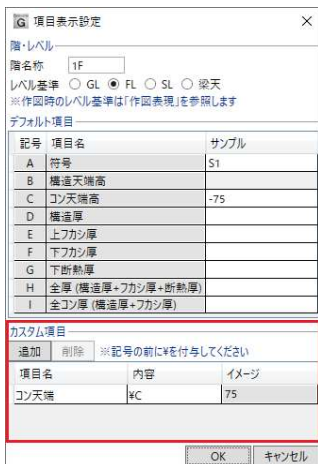 G 項目表示設定 ×
階・レベル
階名称 1F
レベル基準 GL FL SL 梁天
※作図時のレベル基準は「作図表現」を参照します
デフォルト項目
記号 項目名 サンプル
A 符号 S1
B 構造天端高
C コン天端高 -75
D 構造厚
E 上フカシ厚
F 下フカシ厚
G 下断熱厚
H 全厚 (構造厚+フカシ厚+断熱厚)
I 全コン厚 (構造厚+フカシ厚)
カスタム項目
追加 削除 ※記号の前に¥を付与してください
項目名 内容 イメージ
コン天端 ¥C 75
OK キャンセル